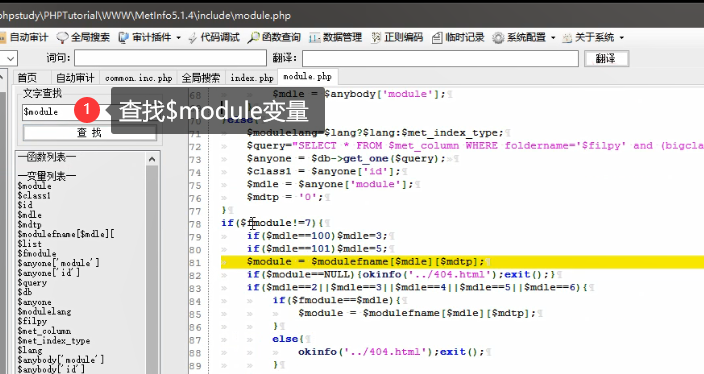 phpstudy\PHPTutorial\WWW\MetInfo5.1.4\include\module.php
自动审计 全局搜索 审计插件 代码调试 函数查询 数据管理 正则编码 临时记录 系统配置 关于系统
词句: 翻译: 翻译
首页 自动审计 common.inc.php 全局搜索 index.php module.php
文字查找
$module
1 查找$module变量
查 找
—函数列表—
—变量列表—
$module
$class1
$id
$mdle
$mdtp
$modulefname[$mdle][
$list
$fmodule
$anyone['module']
$anyone['id']
$query
$db
$anyone
$modulelang
$filpy
$met_column
$met_index_type
$lang
$anybody['module']
$anybody['id']
68 $mdle = $anybody['module'];
}else{
71 $modulelang=$lang?$lang:$met_index_type;
72 $query="SELECT * FROM $met_column WHERE foldername='$filpy' and (bigclas
73 $anyone = $db->get_one($query);
74 $class1 = $anyone['id'];
75 $mdle = $anyone['module'];
76 $mdtp = '0';
77 }
78 if($fmodule!=7){
79 if($mdle==100)$mdle=3;
80 if($mdle==101)$mdle=5;
81 $module = $modulefname[$mdle][$mdtp];
82 if($module==NULL){okinfo('../404.html');exit();}
83 if($mdle==2||$mdle==3||$mdle==4||$mdle==5||$mdle==6){
84 if($fmodule==$mdle){
85 $module = $modulefname[$mdle][$mdtp];
86 }
87 else{
88 okinfo('../404.html');exit();
89 }